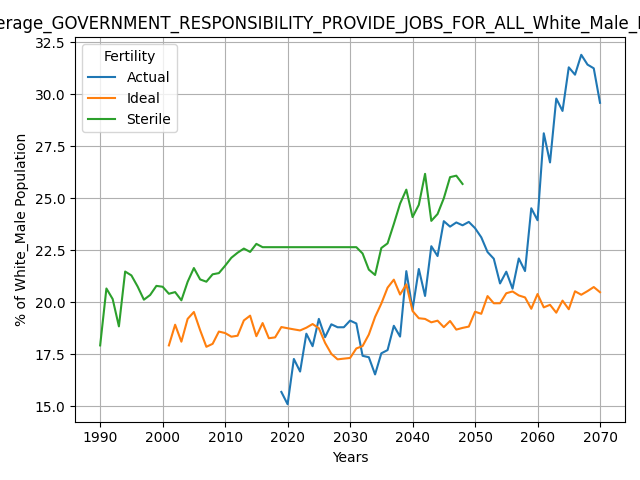 erage_GOVERNMENT_RESPONSIBILITY_PROVIDE_JOBS_FOR_ALL_White_Male_
Fertility
Actual
Ideal
Sterile
% of White_Male Population
32.5
30.0
27.5
25.0
22.5
20.0
17.5
15.0
1990 2000 2010 2020 2030 2040 2050 2060 2070
Years